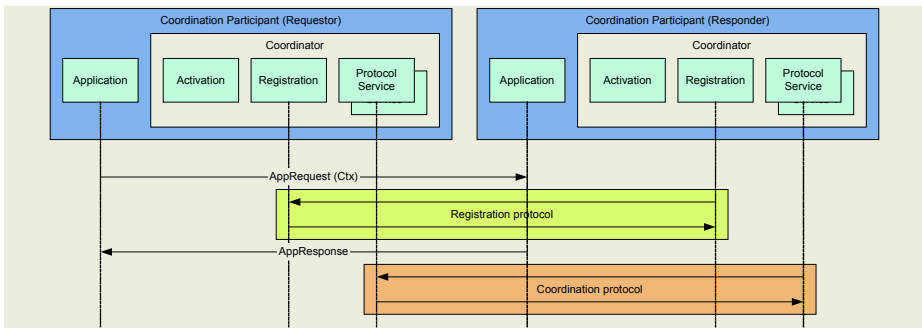 Coordination Participant (Requestor)
Coordinator
Application
Activation
Registration
Protocol
Service
Coordination Participant (Responder)
Coordinator
Application
Activation
Registration
Protocol
Service
AppRequest (Ctx)
Registration protocol
AppResponse
Coordination protocol